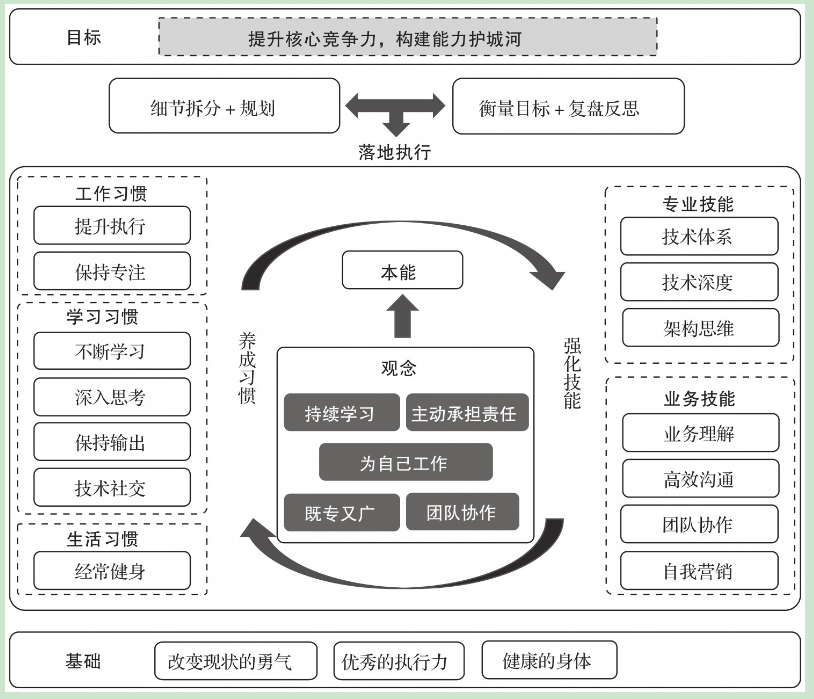 目标
提升核心竞争力，构建能力护城河
细节拆分 + 规划
衡量目标 + 复盘反思
落地执行
工作习惯
提升执行
保持专注
学习习惯
不断学习
深入思考
保持输出
技术社交
生活习惯
经常健身
养成习惯
本能
观念
持续学习
主动承担责任
为自己工作
既专又广
团队协作
强化技能
专业技能
技术体系
技术深度
架构思维
业务技能
业务理解
高效沟通
团队协作
自我营销
基础
改变现状的勇气
优秀的执行力
健康的身体